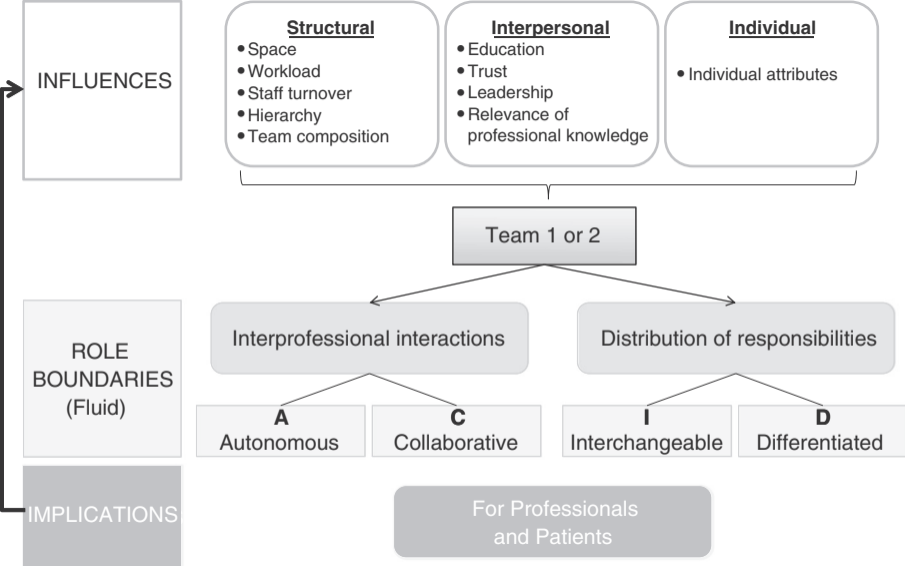 INFLUENCES
Structural
• Space
• Workload
• Staff turnover
• Hierarchy
• Team composition
Interpersonal
• Education
• Trust
• Leadership
• Relevance of
professional knowledge
Individual
• Individual attributes
Team 1 or 2
ROLE
BOUNDARIES
(Fluid)
Interprofessional interactions
Distribution of responsibilities
A
Autonomous
C
Collaborative
I
Interchangeable
D
Differentiated
IMPLICATIONS
For Professionals
and Patients